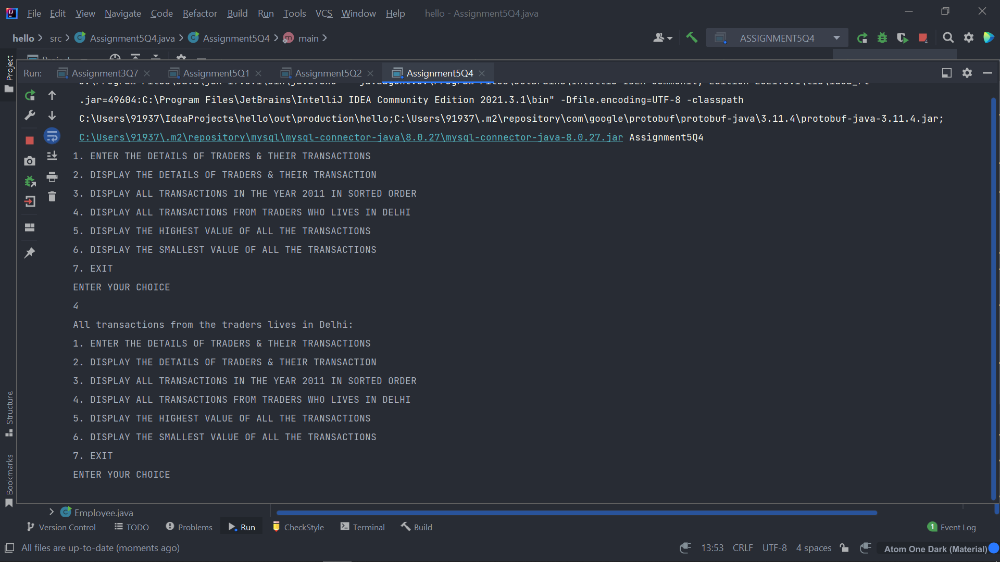 File Edit View Navigate Code Refactor Build Run Tools VCS Window Help hello - Assignment5Q4.java
hello src Assignment5Q4.java Assignment5Q4 main ASSIGNMENT5Q4
Project
Project
Run: Assignment3Q7 Assignment5Q1 Assignment5Q2 Assignment5Q4
.jar=49604:C:\Program Files\JetBrains\IntelliJ IDEA Community Edition 2021.3.1\bin" -Dfile.encoding=UTF-8 -classpath
C:\Users\91937\IdeaProjects\hello\out\production\hello;C:\Users\91937\.m2\repository\com\google\protobuf\protobuf-java\3.11.4\protobuf-java-3.11.4.jar;
C:\Users\91937\.m2\repository\mysql\mysql-connector-java\8.0.27\mysql-connector-java-8.0.27.jar Assignment5Q4
1. ENTER THE DETAILS OF TRADERS & THEIR TRANSACTIONS
2. DISPLAY THE DETAILS OF TRADERS & THEIR TRANSACTION
3. DISPLAY ALL TRANSACTIONS IN THE YEAR 2011 IN SORTED ORDER
4. DISPLAY ALL TRANSACTIONS FROM TRADERS WHO LIVES IN DELHI
5. DISPLAY THE HIGHEST VALUE OF ALL THE TRANSACTIONS
6. DISPLAY THE SMALLEST VALUE OF ALL THE TRANSACTIONS
7. EXIT
ENTER YOUR CHOICE
4
All transactions from the traders lives in Delhi:
1. ENTER THE DETAILS OF TRADERS & THEIR TRANSACTIONS
2. DISPLAY THE DETAILS OF TRADERS & THEIR TRANSACTION
3. DISPLAY ALL TRANSACTIONS IN THE YEAR 2011 IN SORTED ORDER
4. DISPLAY ALL TRANSACTIONS FROM TRADERS WHO LIVES IN DELHI
5. DISPLAY THE HIGHEST VALUE OF ALL THE TRANSACTIONS
6. DISPLAY THE SMALLEST VALUE OF ALL THE TRANSACTIONS
7. EXIT
ENTER YOUR CHOICE
Structure
Bookmarks
Employee.java
Version Control TODO Problems Run CheckStyle Terminal Build 1 Event Log
All files are up-to-date (moments ago) 13:53 CRLF UTF-8 4 spaces Atom One Dark (Material)